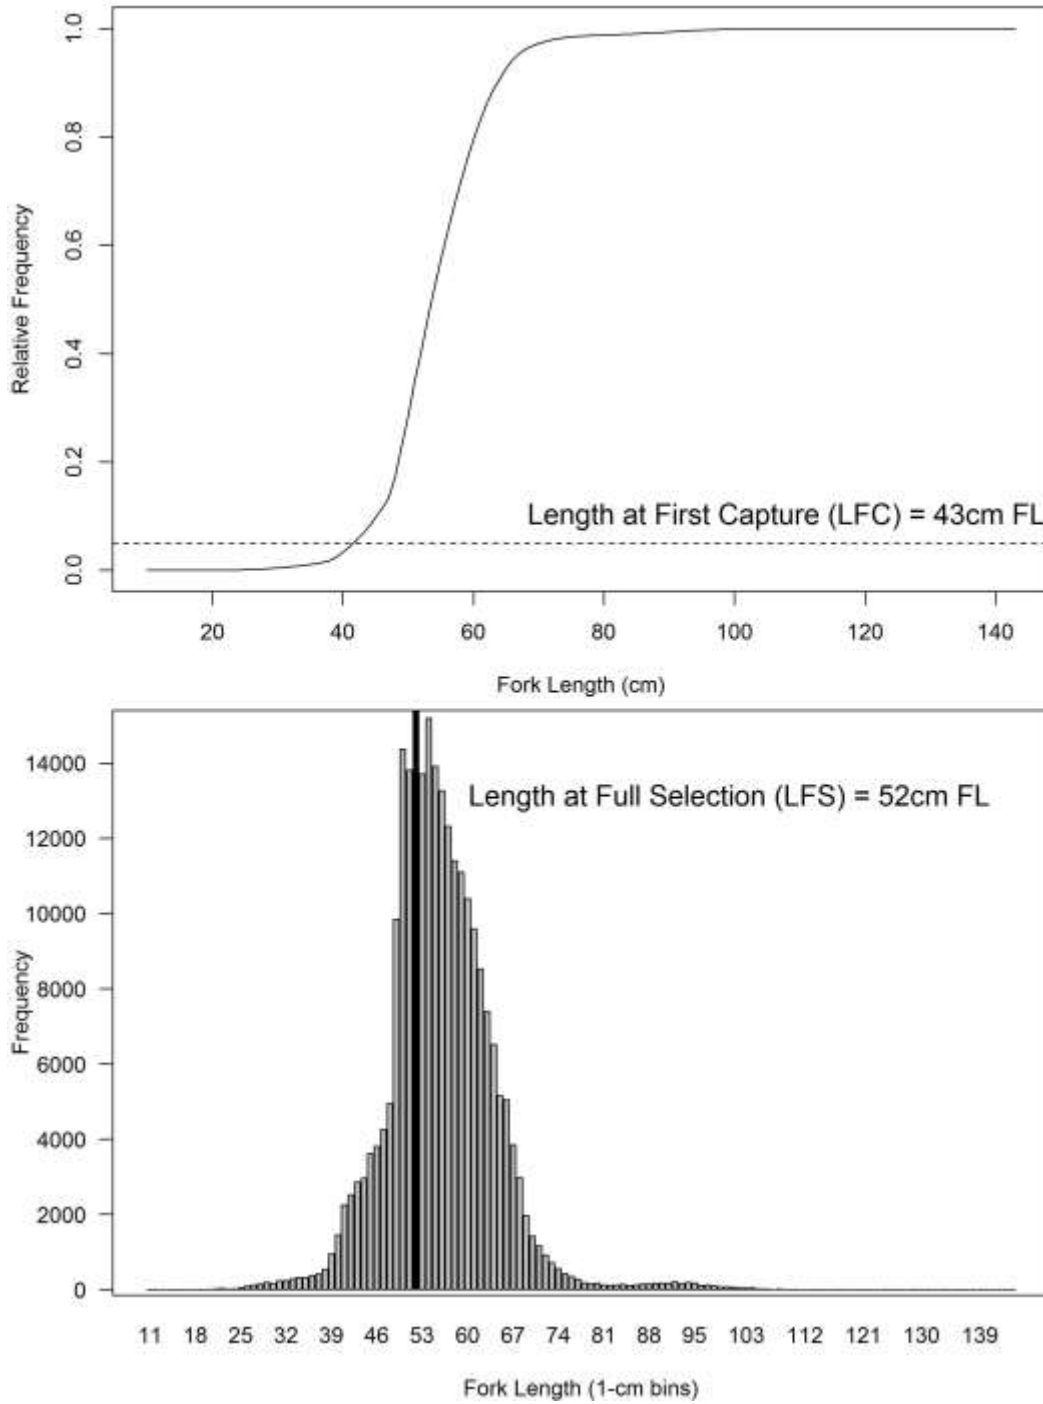 1.0
0.8
0.6
0.4
0.2
0.0
Relative Frequency
Length at First Capture (LFC) = 43cm FL
20 40 60 80 100 120 140
Fork Length (cm)
14000
12000
10000
8000
6000
4000
2000
0
Frequency
Length at Full Selection (LFS) = 52cm FL
11 18 25 32 39 46 53 60 67 74 81 88 95 103 112 121 130 139
Fork Length (1-cm bins)